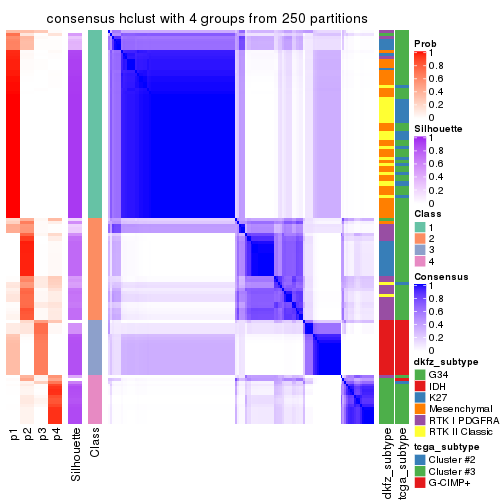 consensus hclust with 4 groups from 250 partitions
Prob
1
0.8
0.6
0.4
0.2
0
Silhouette
1
0.8
0.6
0.4
0.2
0
Class
1
2
3
4
Consensus
1
0.8
0.6
0.4
0.2
0
dkfz_subtype
G34
IDH
K27
Mesenchymal
RTK I PDGFRA
RTK II Classic
tcga_subtype
Cluster #2
Cluster #3
G-CIMP+
p1
p2
p3
p4
Silhouette
Class
dkfz_subtype
tcga_subtype